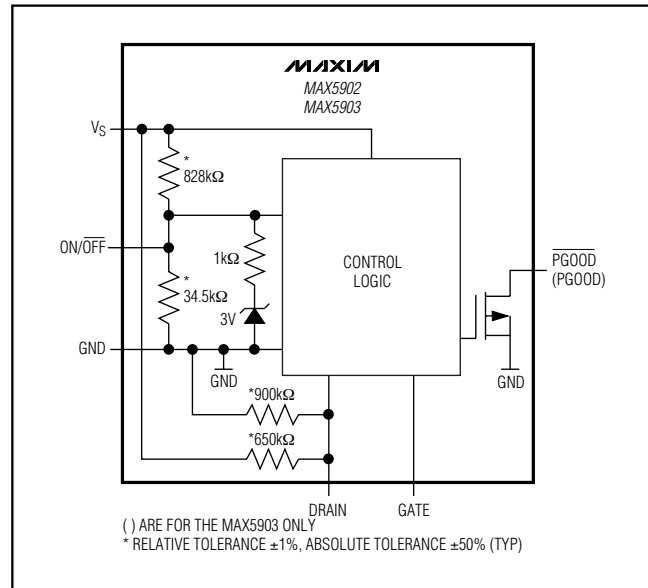 MAXIM
MAX5902
MAX5903
VS
*
828kΩ
ON/OFF
1kΩ
CONTROL
LOGIC
PGOOD
(PGOOD)
*
34.5kΩ
3V
GND
GND
GND
*900kΩ
*650kΩ
DRAIN
GATE
( ) ARE FOR THE MAX5903 ONLY
* RELATIVE TOLERANCE ±1%, ABSOLUTE TOLERANCE ±50% (TYP)